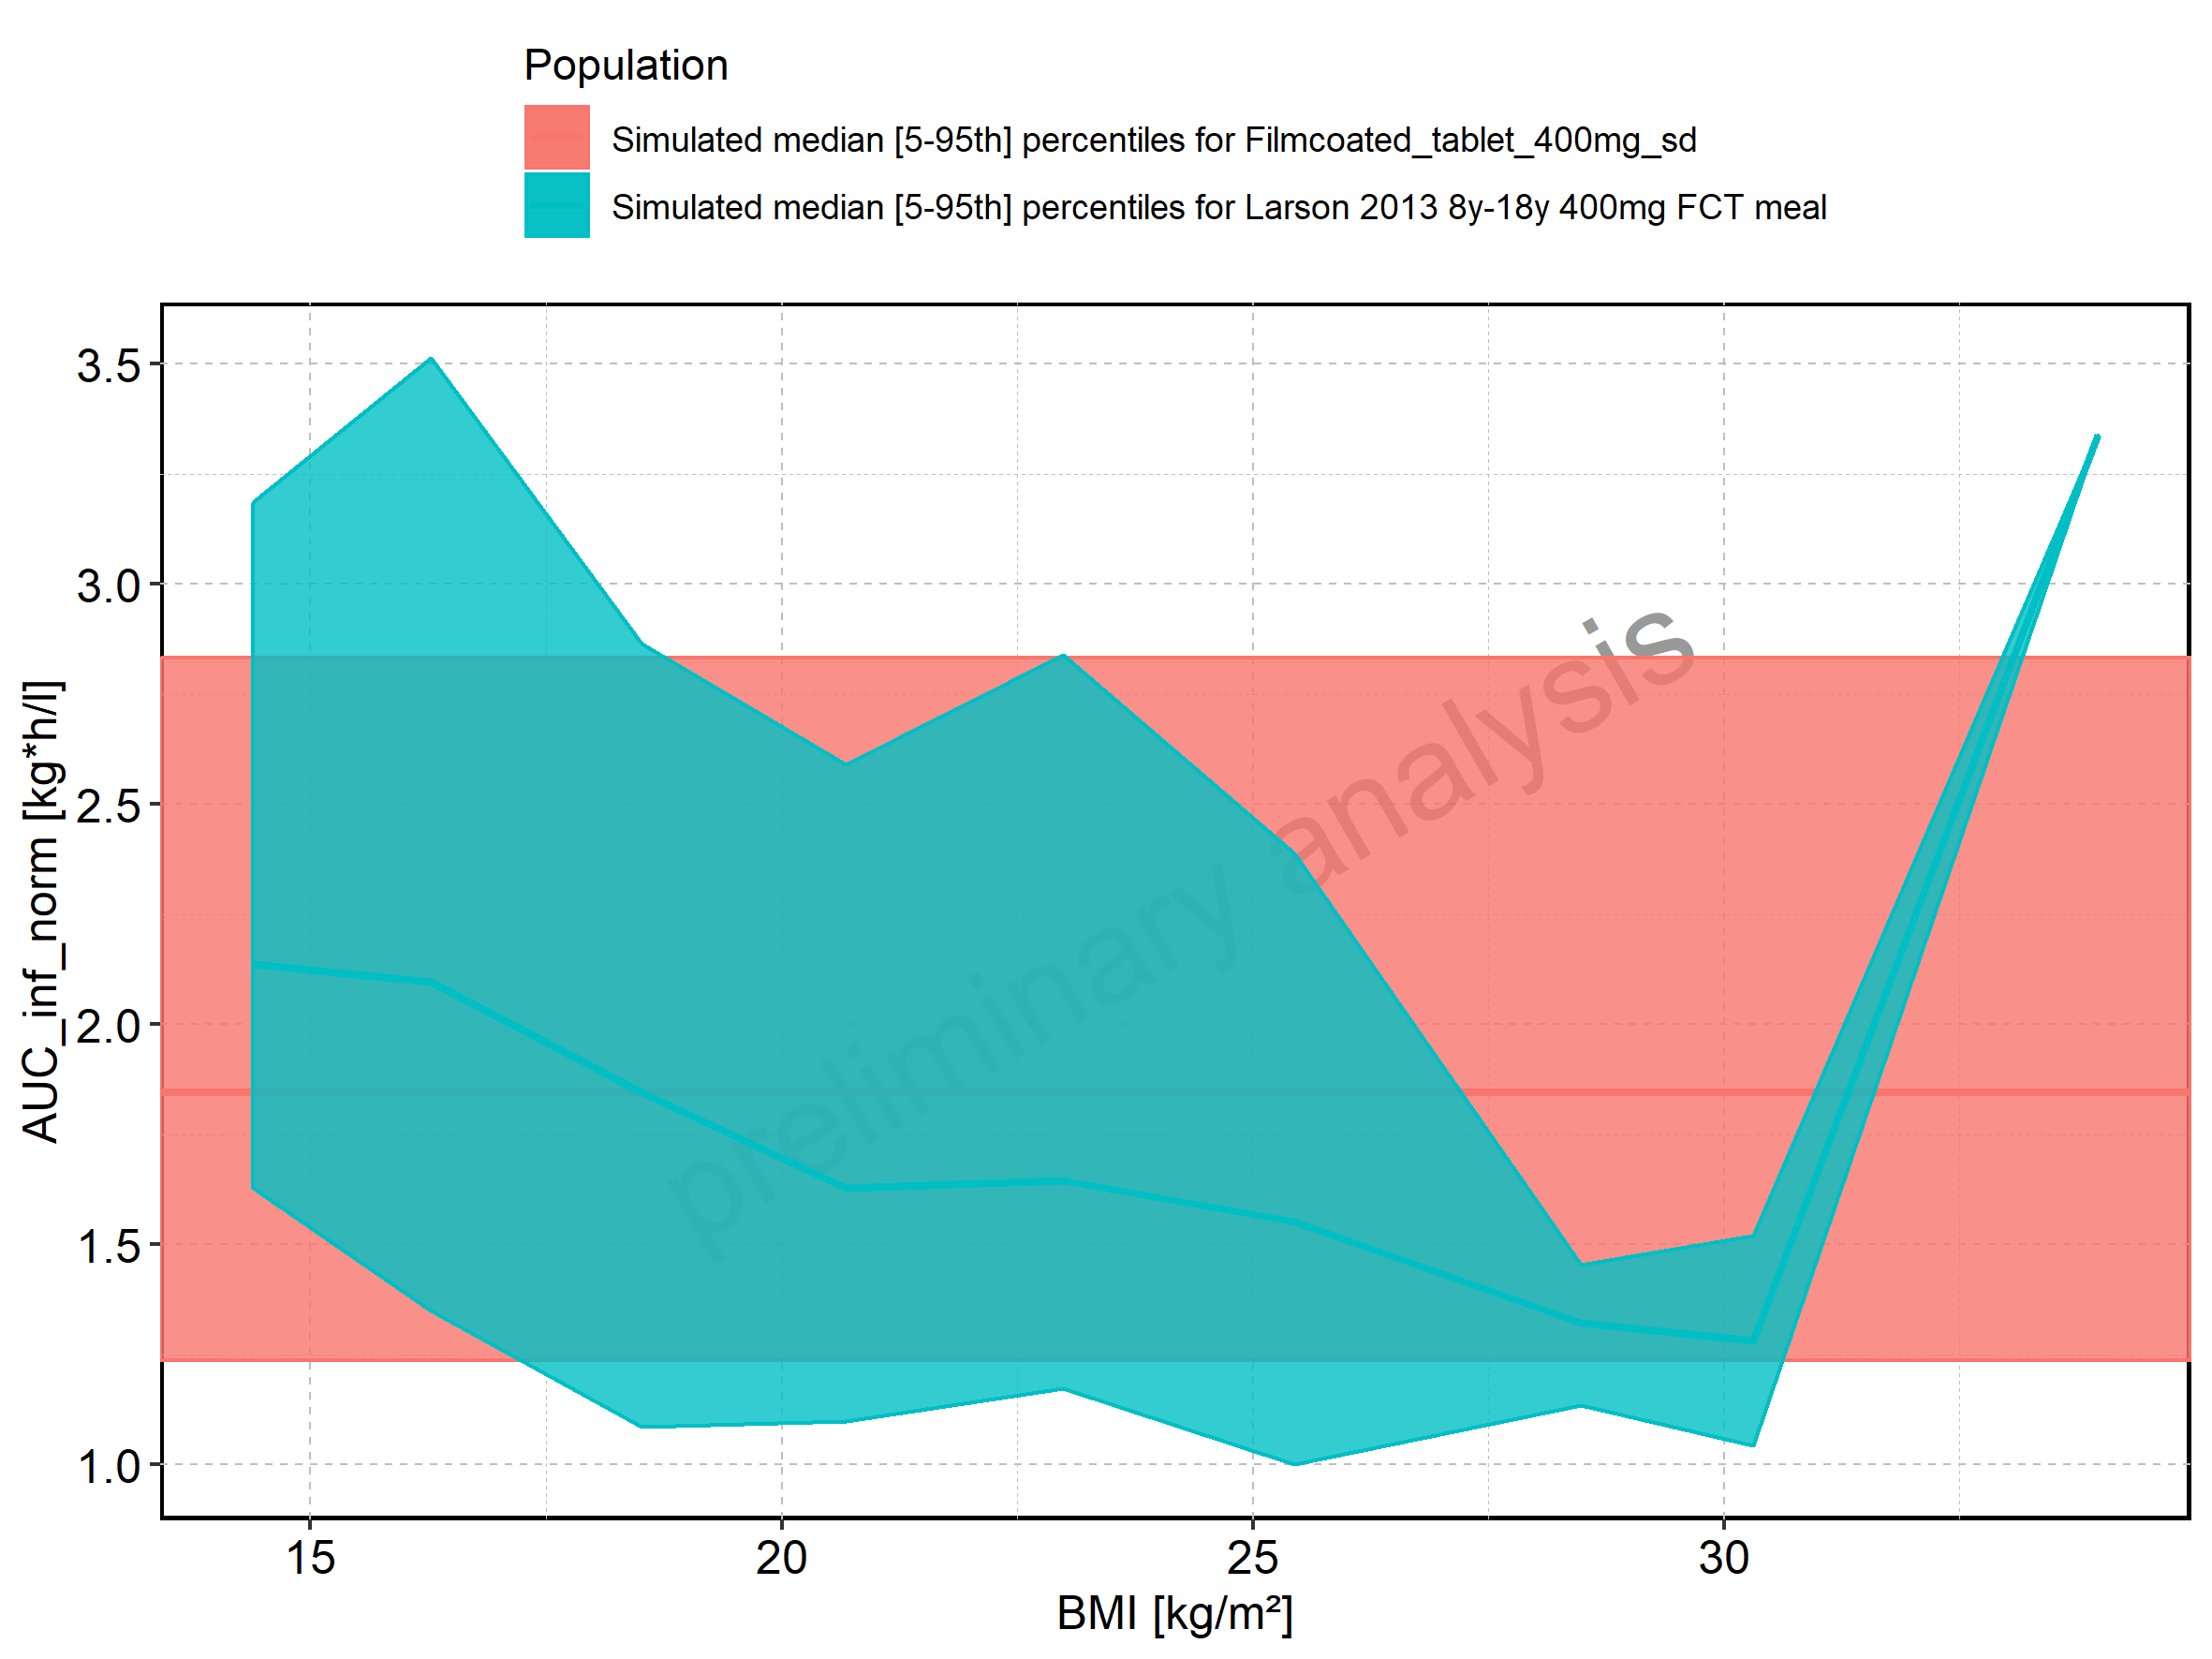 Population
Simulated median [5-95th] percentiles for Filmcoated_tablet_400mg_sd
Simulated median [5-95th] percentiles for Larson 2013 8y-18y 400mg FCT meal
AUC_inf_norm [kg*h/l]
3.5
3.0
2.5
2.0
1.5
1.0
preliminary analysis
15 20 25 30
BMI [kg/m²]